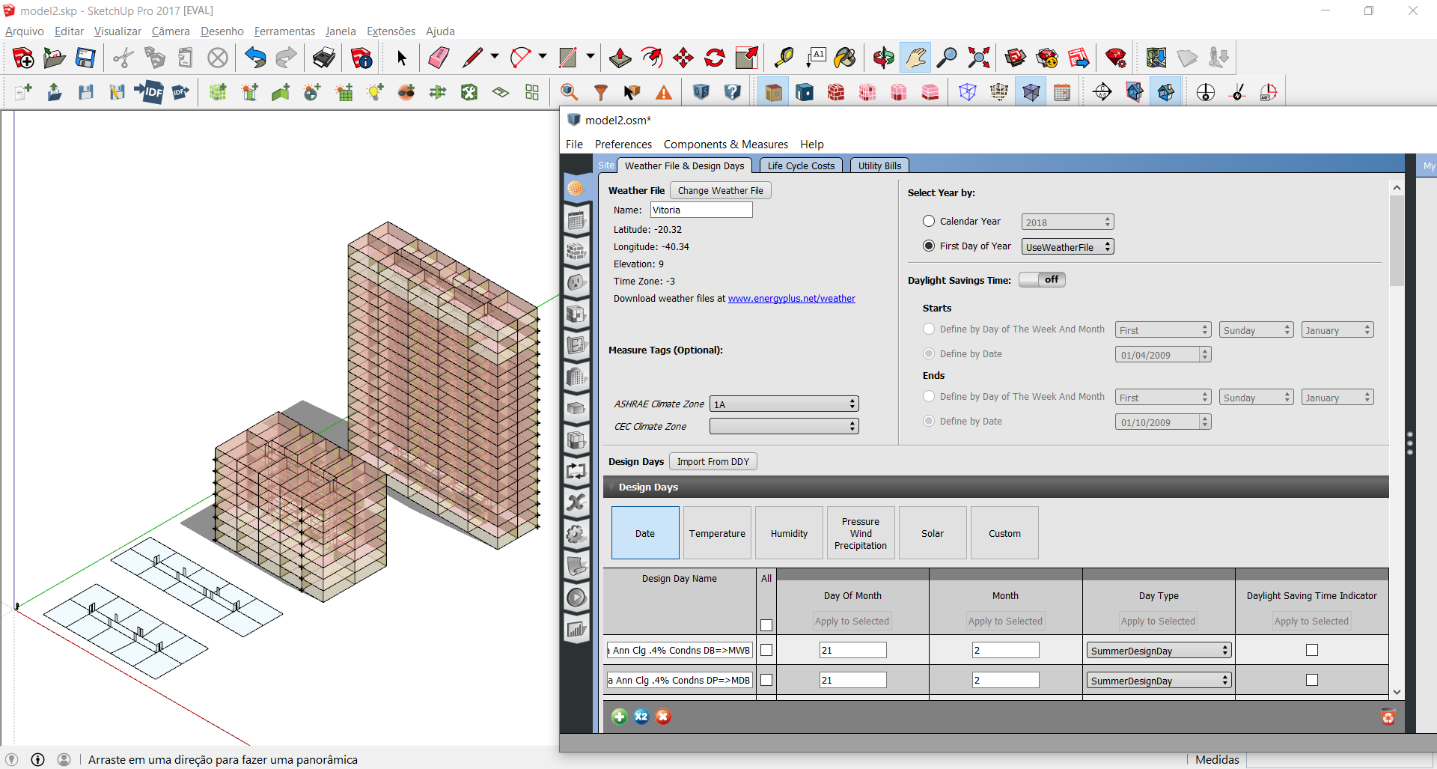 model2.skp - SketchUp Pro 2017 [EVAL]
Arquivo Editar Visualizar Câmera Desenho Ferramentas Janela Extensões Ajuda
A1
IDF IDF
model2.osm*
File Preferences Components & Measures Help
Site Weather File & Design Days Life Cycle Costs Utility Bills My
Weather File Change Weather File
Name: Vitoria
Latitude: -20.32
Longitude: -40.34
Elevation: 9
Time Zone: -3
Download weather files at www.energyplus.net/weather
Measure Tags (Optional):
ASHRAE Climate Zone 1A
CEC Climate Zone
Select Year by:
Calendar Year 2018
First Day of Year UseWeatherFile
Daylight Savings Time: off
Starts
Define by Day of The Week And Month First Sunday January
Define by Date 01/04/2009
Ends
Define by Day of The Week And Month First Sunday January
Define by Date 01/10/2009
Design Days Import From DDY
Design Days
Date Temperature Humidity Pressure Wind Precipitation Solar Custom
Design Day Name All Day Of Month Month Day Type Daylight Saving Time Indicator
Apply to Selected Apply to Selected Apply to Selected Apply to Selected
Ann Clg .4% Condns DB=>MWB 21 2 SummerDesignDay
a Ann Clg .4% Condns DP=>MDB 21 2 SummerDesignDay
X2
Arraste em uma direção para fazer uma panorâmica Medidas